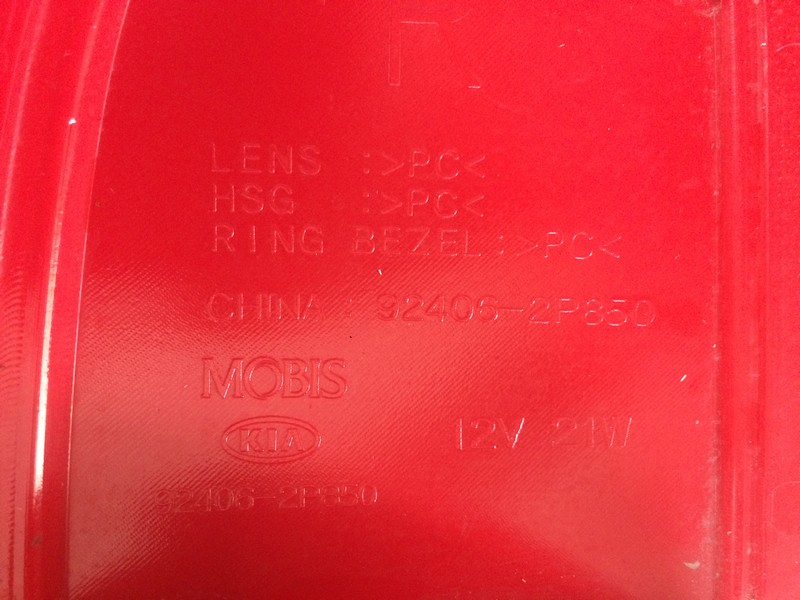 LENS :>PC<
HSG :>PC<
RING BEZEL:>PC<
CHINA : 92406-2P850
MOBIS
KIA 12V 21W
92406-2P850